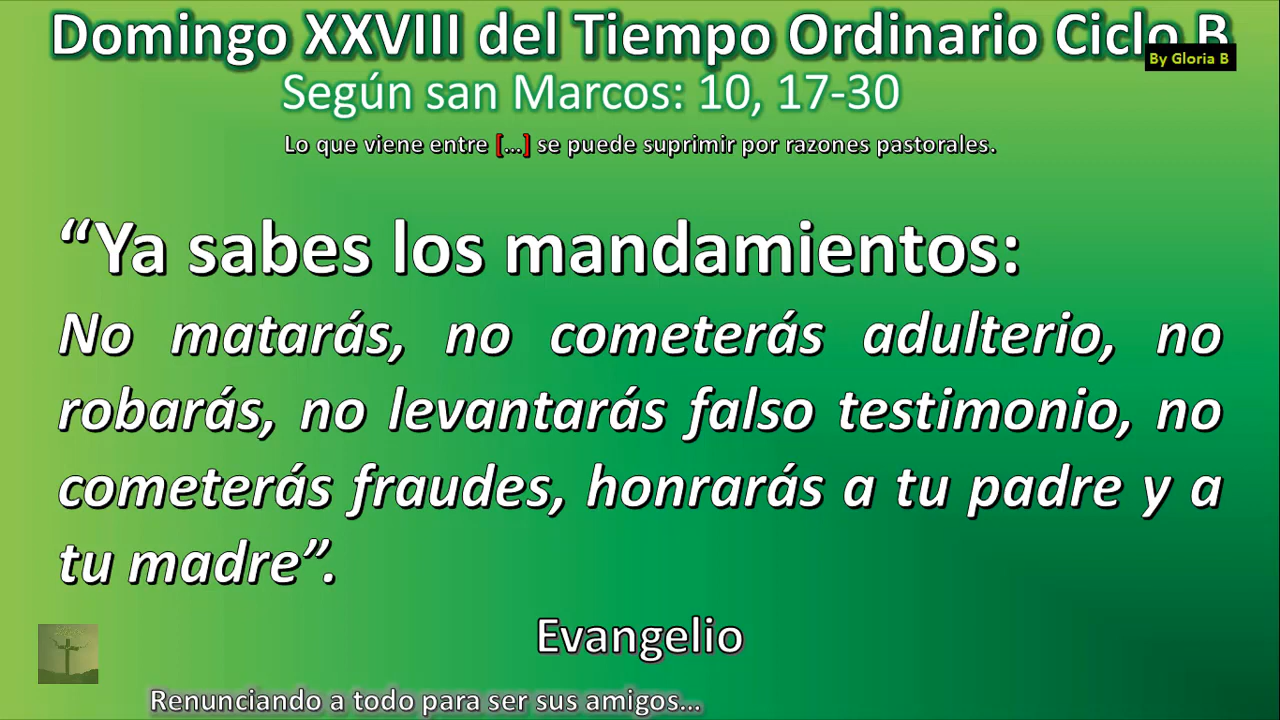 Domingo XXVIII del Tiempo Ordinario Ciclo B
By Gloria B
Según san Marcos: 10, 17-30
Lo que viene entre [...] se puede suprimir por razones pastorales.
“Ya sabes los mandamientos:
No matarás, no cometerás adulterio, no
robarás, no levantarás falso testimonio, no
cometerás fraudes, honrarás a tu padre y a
tu madre”.
Evangelio
Renunciando a todo para ser sus amigos...